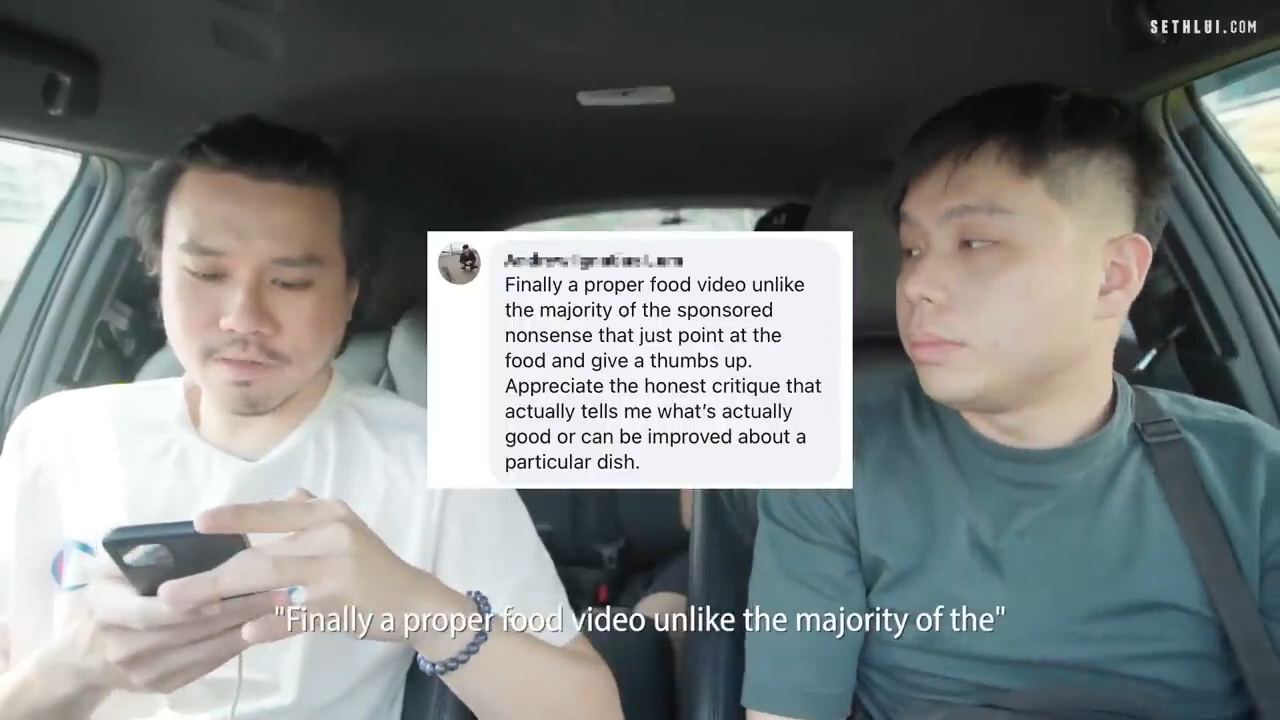 SETHLUI.COM
Finally a proper food video unlike
the majority of the sponsored
nonsense that just point at the
food and give a thumbs up.
Appreciate the honest critique that
actually tells me what's actually
good or can be improved about a
particular dish.
"Finally a proper food video unlike the majority of the"